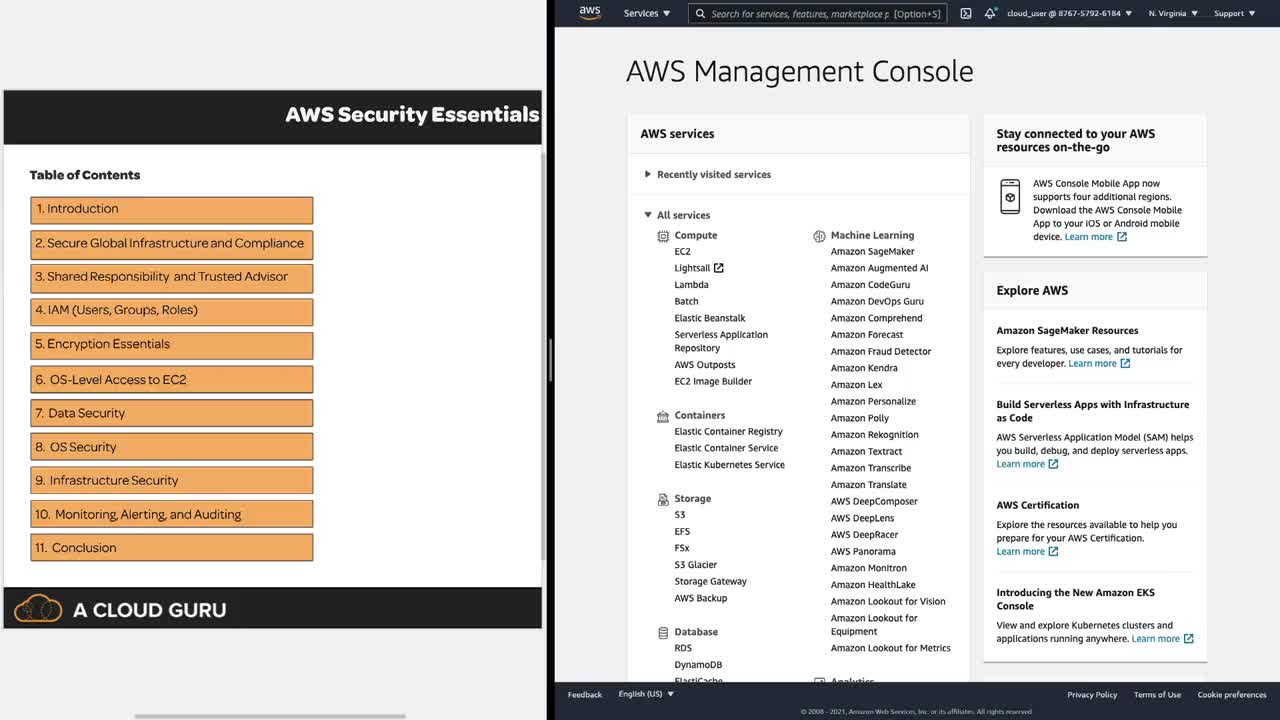 AWS Security Essentials
Table of Contents
1. Introduction
2. Secure Global Infrastructure and Compliance
3. Shared Responsibility and Trusted Advisor
4. IAM (Users, Groups, Roles)
5. Encryption Essentials
6. OS-Level Access to EC2
7. Data Security
8. OS Security
9. Infrastructure Security
10. Monitoring, Alerting, and Auditing
11. Conclusion
A CLOUD GURU
aws
Services
Search for services, features, marketplace p [Option+S]
cloud_user @ 8767-5792-6184
N. Virginia
Support
AWS Management Console
AWS services
Recently visited services
All services
Compute
EC2
Lightsail
Lambda
Batch
Elastic Beanstalk
Serverless Application
Repository
AWS Outposts
EC2 Image Builder
Containers
Elastic Container Registry
Elastic Container Service
Elastic Kubernetes Service
Storage
S3
EFS
FSx
S3 Glacier
Storage Gateway
AWS Backup
Database
RDS
DynamoDB
ElastiCache
Machine Learning
Amazon SageMaker
Amazon Augmented AI
Amazon CodeGuru
Amazon DevOps Guru
Amazon Comprehend
Amazon Forecast
Amazon Fraud Detector
Amazon Kendra
Amazon Lex
Amazon Personalize
Amazon Polly
Amazon Rekognition
Amazon Textract
Amazon Transcribe
Amazon Translate
AWS DeepComposer
AWS DeepLens
AWS DeepRacer
AWS Panorama
Amazon Monitron
Amazon HealthLake
Amazon Lookout for Vision
Amazon Lookout for
Equipment
Amazon Lookout for Metrics
Analytics
Stay connected to your AWS
resources on-the-go
AWS Console Mobile App now
supports four additional regions.
Download the AWS Console Mobile
App to your iOS or Android mobile
device. Learn more
Explore AWS
Amazon SageMaker Resources
Explore features, use cases, and tutorials for
every developer. Learn more
Build Serverless Apps with Infrastructure
as Code
AWS Serverless Application Model (SAM) helps
you build, debug, and deploy serverless apps.
Learn more
AWS Certification
Explore the resources available to help you
prepare for your AWS Certification.
Learn more
Introducing the New Amazon EKS
Console
View and explore Kubernetes clusters and
applications running anywhere. Learn more
Feedback
English (US)
Privacy Policy
Terms of Use
Cookie preferences
© 2008 - 2021, Amazon Web Services, Inc. or its affiliates. All rights reserved.